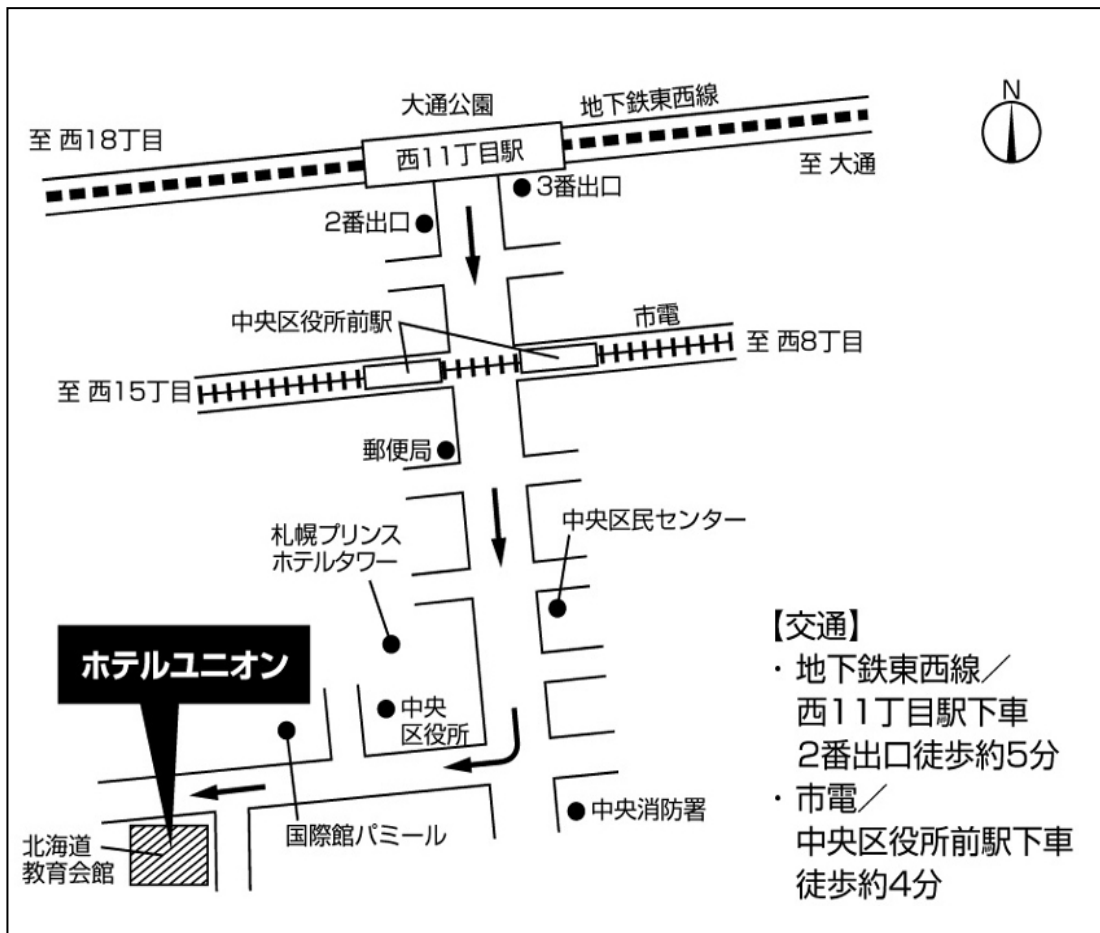 大通公園
地下鉄東西線
N
至 西18丁目
西11丁目駅
至 大通
3番出口
2番出口
中央区役所前駅
市電
至 西8丁目
至 西15丁目
郵便局
中央区民センター
札幌プリンス
ホテルタワー
ホテルユニオン
中央
区役所
国際館パミール
中央消防署
北海道
教育会館
【交通】
・ 地下鉄東西線／
西11丁目駅下車
2番出口徒歩約5分
・ 市電／
中央区役所前駅下車
徒歩約4分